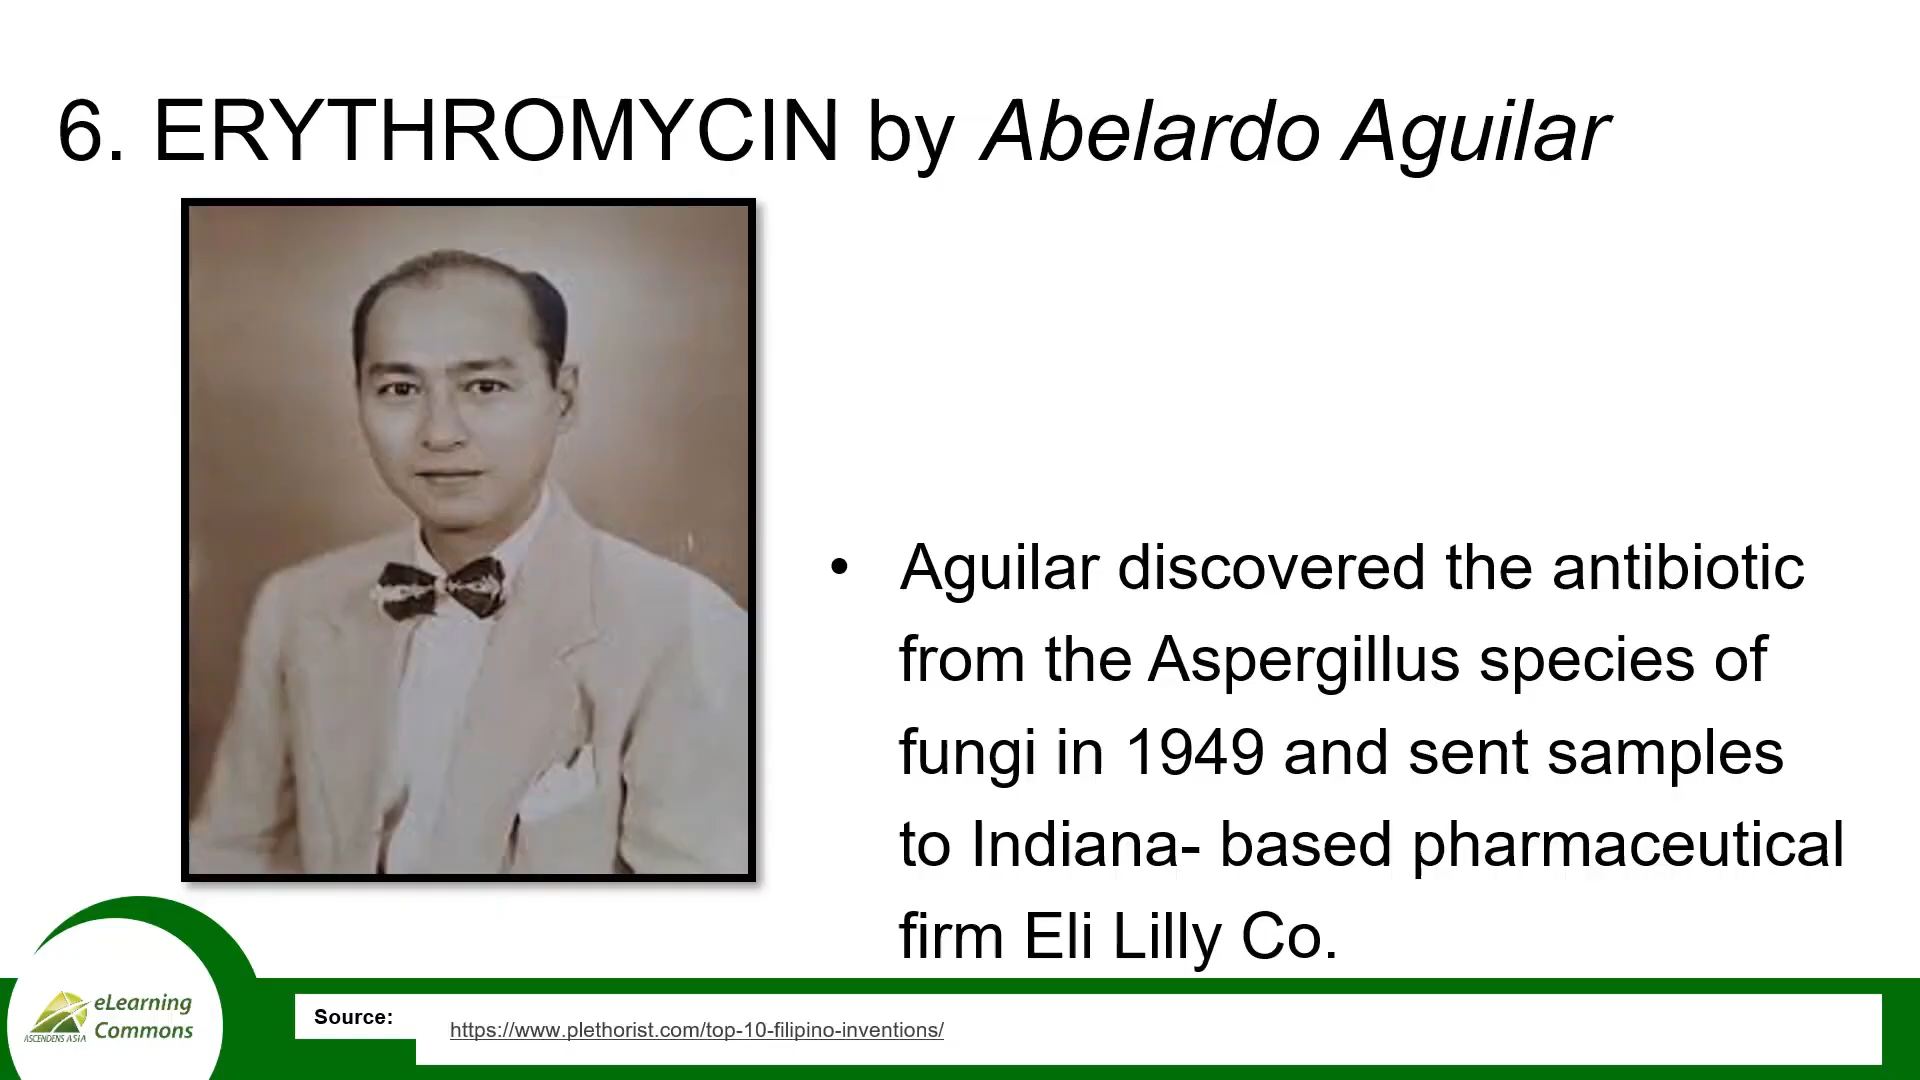 6. ERYTHROMYCIN by Abelardo Aguilar
• Aguilar discovered the antibiotic
from the Aspergillus species of
fungi in 1949 and sent samples
to Indiana- based pharmaceutical
firm Eli Lilly Co.
eLearning
Commons
ASCENDENS ASIA
Source:
https://www.plethorist.com/top-10-filipino-inventions/